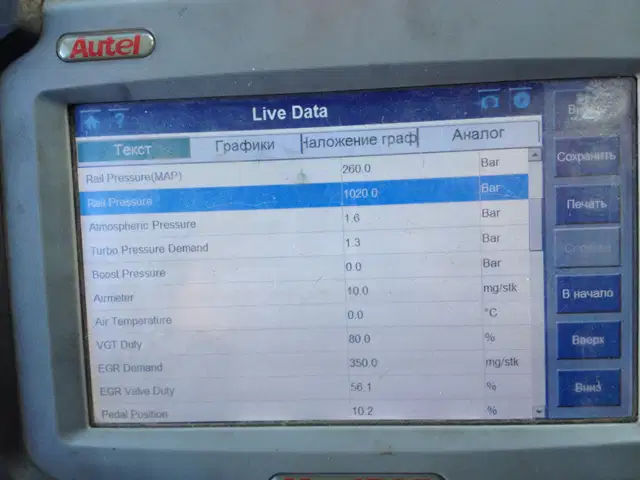 Autel
Live Data
Текст Графики Наложение граф Аналог
Rail Pressure(MAP) 260.0 Bar
Rail Pressure 1020.0 Bar
Atmospheric Pressure 1.6 Bar
Turbo Pressure Demand 1.3 Bar
Boost Pressure 0.0 Bar
Airmeter 10.0 mg/stk
Air Temperature 0.0 °C
VGT Duty 80.0 %
EGR Demand 350.0 mg/stk
EGR Valve Duty 56.1 %
Pedal Position 10.2 %
Сохранить
Печать
В начало
Вверх
Вниз